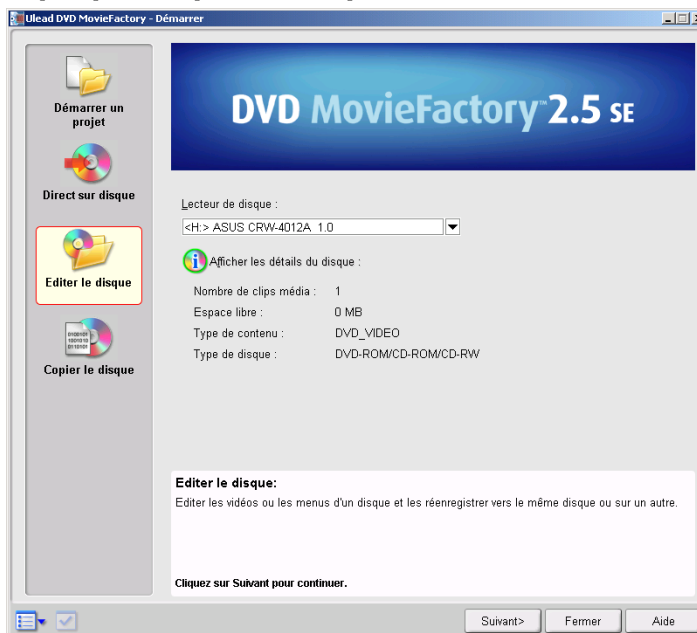 Ulead DVD MovieFactory - Démarrer
Démarrer un
projet
Direct sur disque
Editer le disque
Copier le disque
DVD MovieFactory™ 2.5 SE
Lecteur de disque :
<H:> ASUS CRW-4012A 1.0
Afficher les détails du disque :
Nombre de clips média : 1
Espace libre : 0 MB
Type de contenu : DVD_VIDEO
Type de disque : DVD-ROM/CD-ROM/CD-RW
Editer le disque:
Editer les vidéos ou les menus d'un disque et les réenregistrer vers le même disque ou sur un autre.
Cliquez sur Suivant pour continuer.
Suivant> Fermer Aide